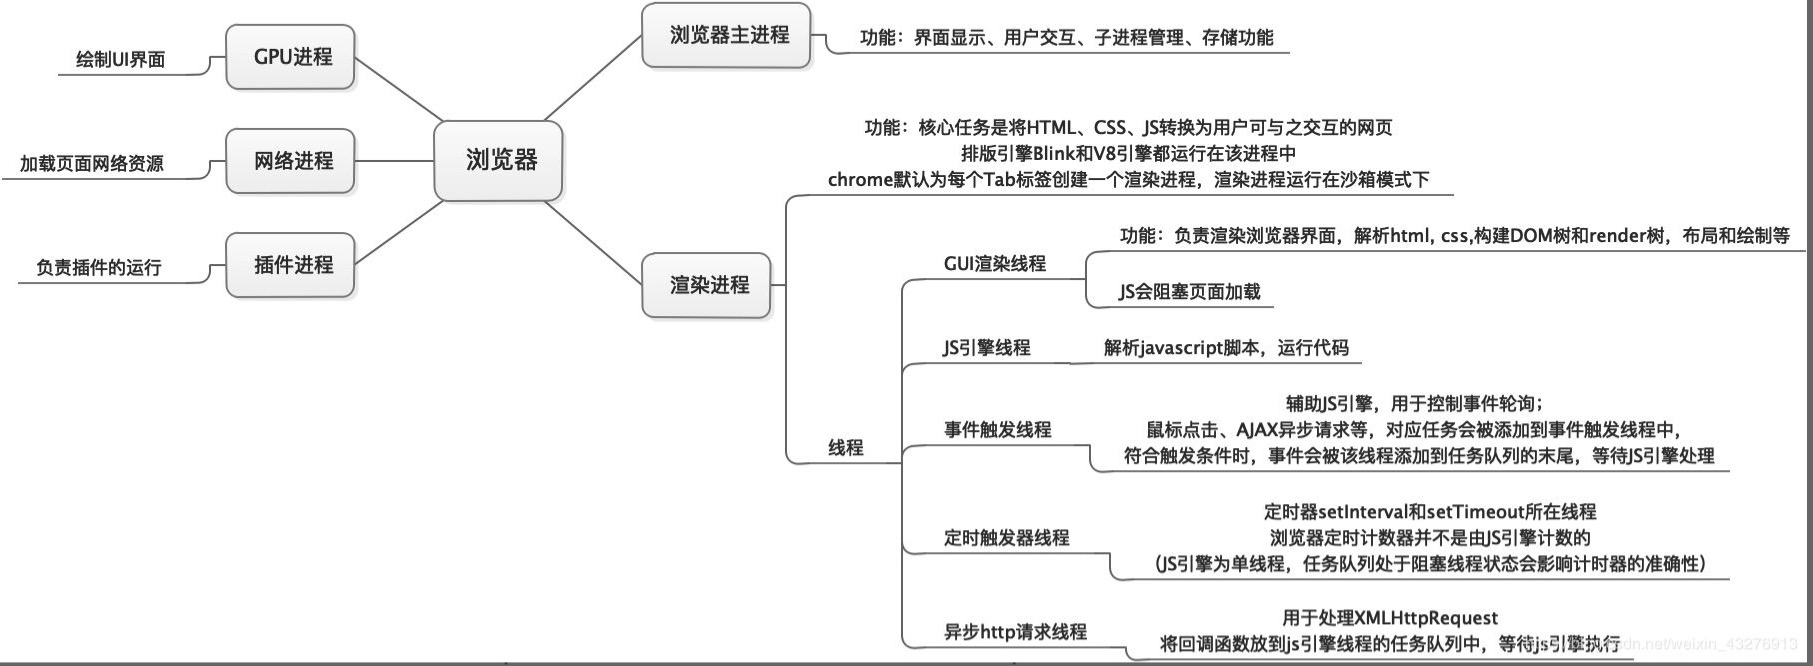 浏览器
GPU进程
绘制UI界面
网络进程
加载页面网络资源
插件进程
负责插件的运行
浏览器主进程
功能：界面显示、用户交互、子进程管理、存储功能
渲染进程
功能：核心任务是将HTML、CSS、JS转换为用户可与之交互的网页
排版引擎Blink和V8引擎都运行在该进程中
chrome默认为每个Tab标签创建一个渲染进程，渲染进程运行在沙箱模式下
线程
GUI渲染线程
功能：负责渲染浏览器界面，解析html, css,构建DOM树和render树，布局和绘制等
JS会阻塞页面加载
JS引擎线程
解析javascript脚本，运行代码
事件触发线程
辅助JS引擎，用于控制事件轮询；
鼠标点击、AJAX异步请求等，对应任务会被添加到事件触发线程中，
符合触发条件时，事件会被该线程添加到任务队列的末尾，等待JS引擎处理
定时触发器线程
定时器setInterval和setTimeout所在线程
浏览器定时计数器并不是由JS引擎计数的
（JS引擎为单线程，任务队列处于阻塞线程状态会影响计时器的准确性）
异步http请求线程
用于处理XMLHttpRequest
将回调函数放到js引擎线程的任务队列中，等待js引擎执行
dn.net/weixin_43276913